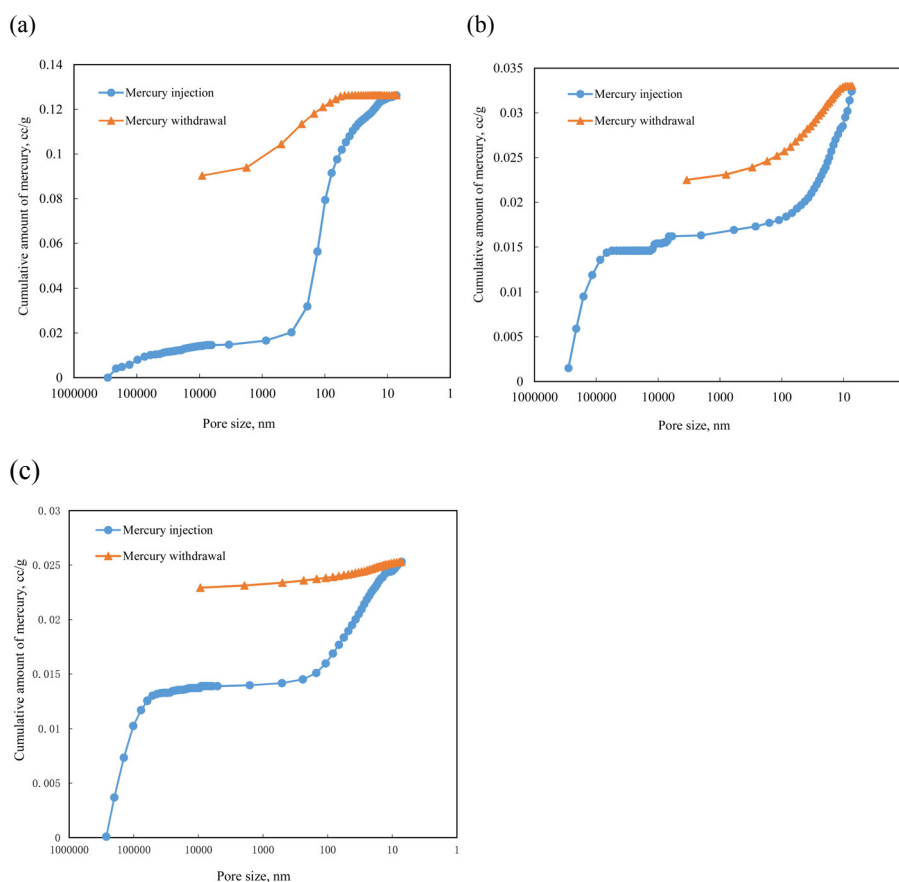 (a)
0.14
0.12
0.1
0.08
0.06
0.04
0.02
0
Cumulative amount of mercury, cc/g
Mercury injection
Mercury withdrawal
1000000 100000 10000 1000 100 10 1
Pore size, nm
(b)
0.035
0.03
0.025
0.02
0.015
0.01
0.005
0
Cumulative amount of mercury, cc/g
Mercury injection
Mercury withdrawal
1000000 100000 10000 1000 100 10
Pore size, nm
(c)
0. 03
0. 025
0. 02
0. 015
0. 01
0. 005
0
Cumulative amount of mercury, cc/g
Mercury injection
Mercury withdrawal
1000000 100000 10000 1000 100 10 1
Pore size, nm